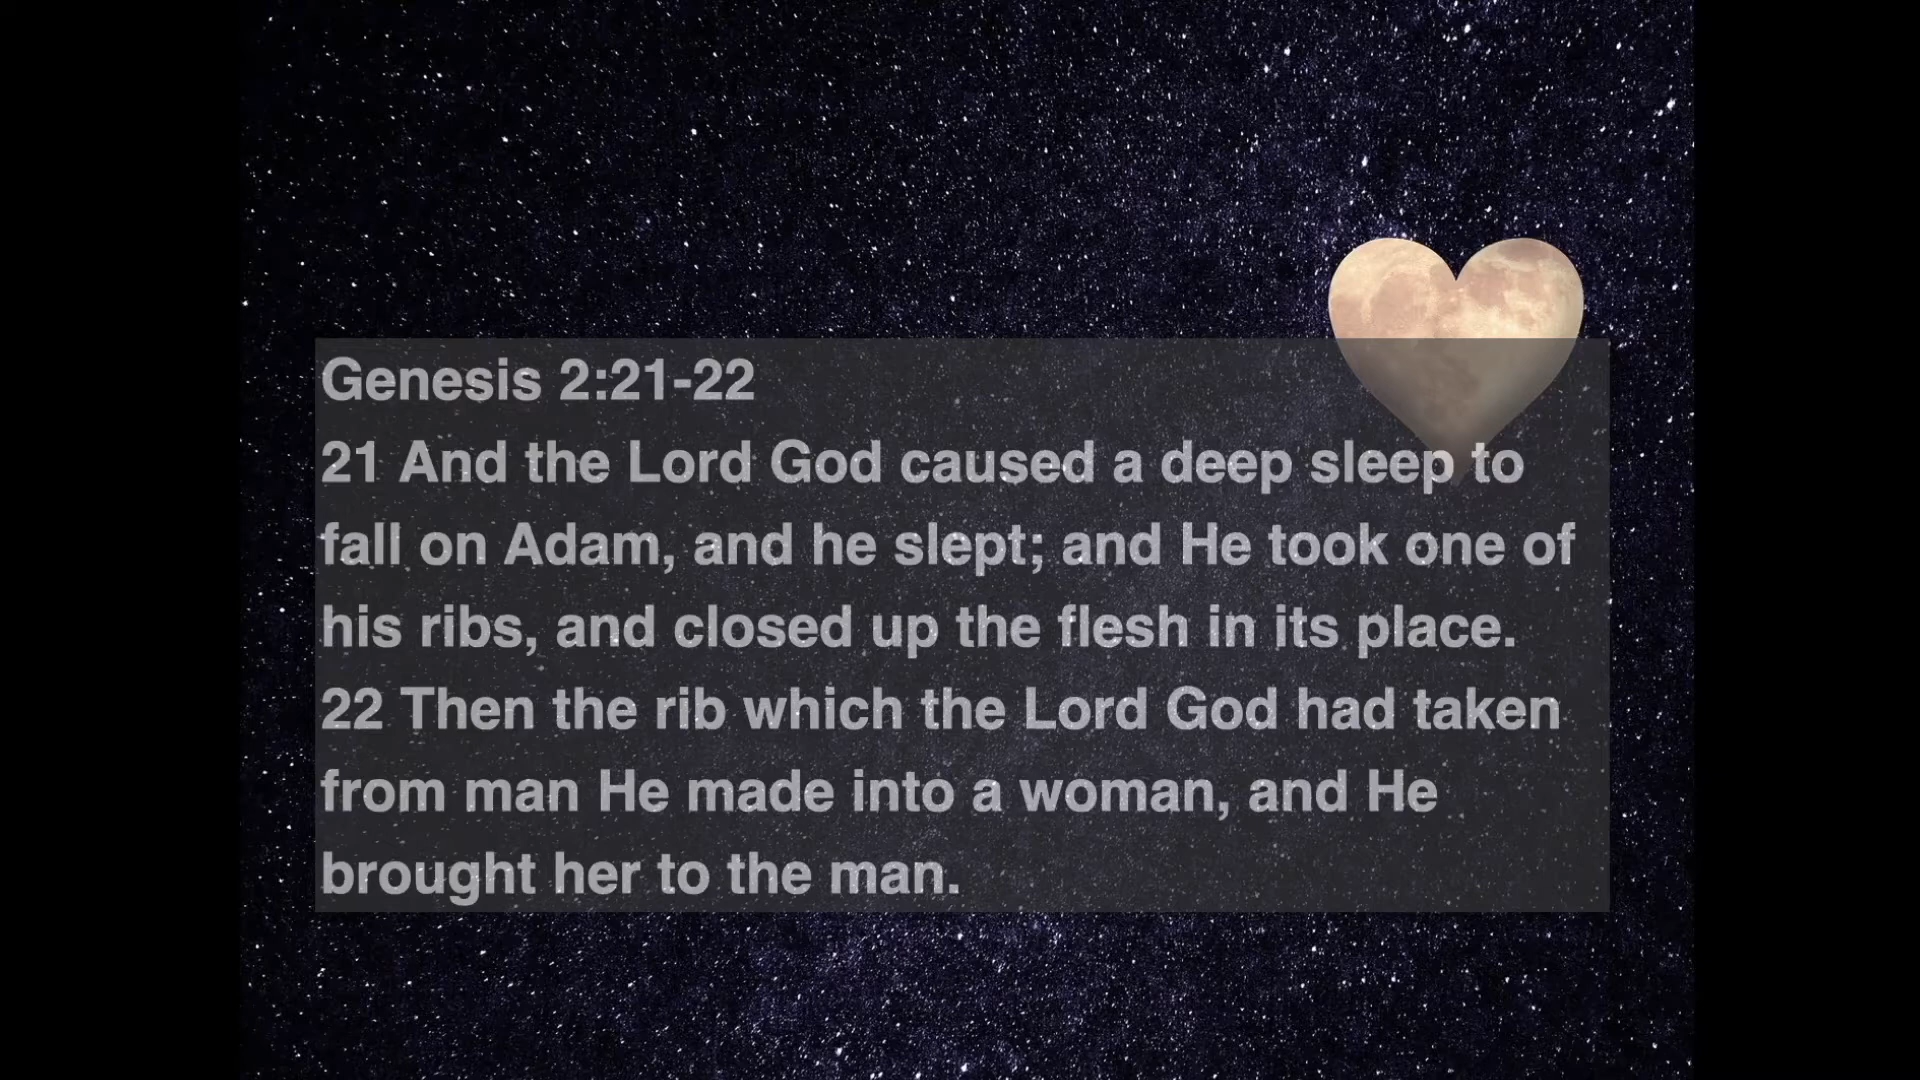 Genesis 2:21-22
21 And the Lord God caused a deep sleep to
fall on Adam, and he slept; and He took one of
his ribs, and closed up the flesh in its place.
22 Then the rib which the Lord God had taken
from man He made into a woman, and He
brought her to the man.